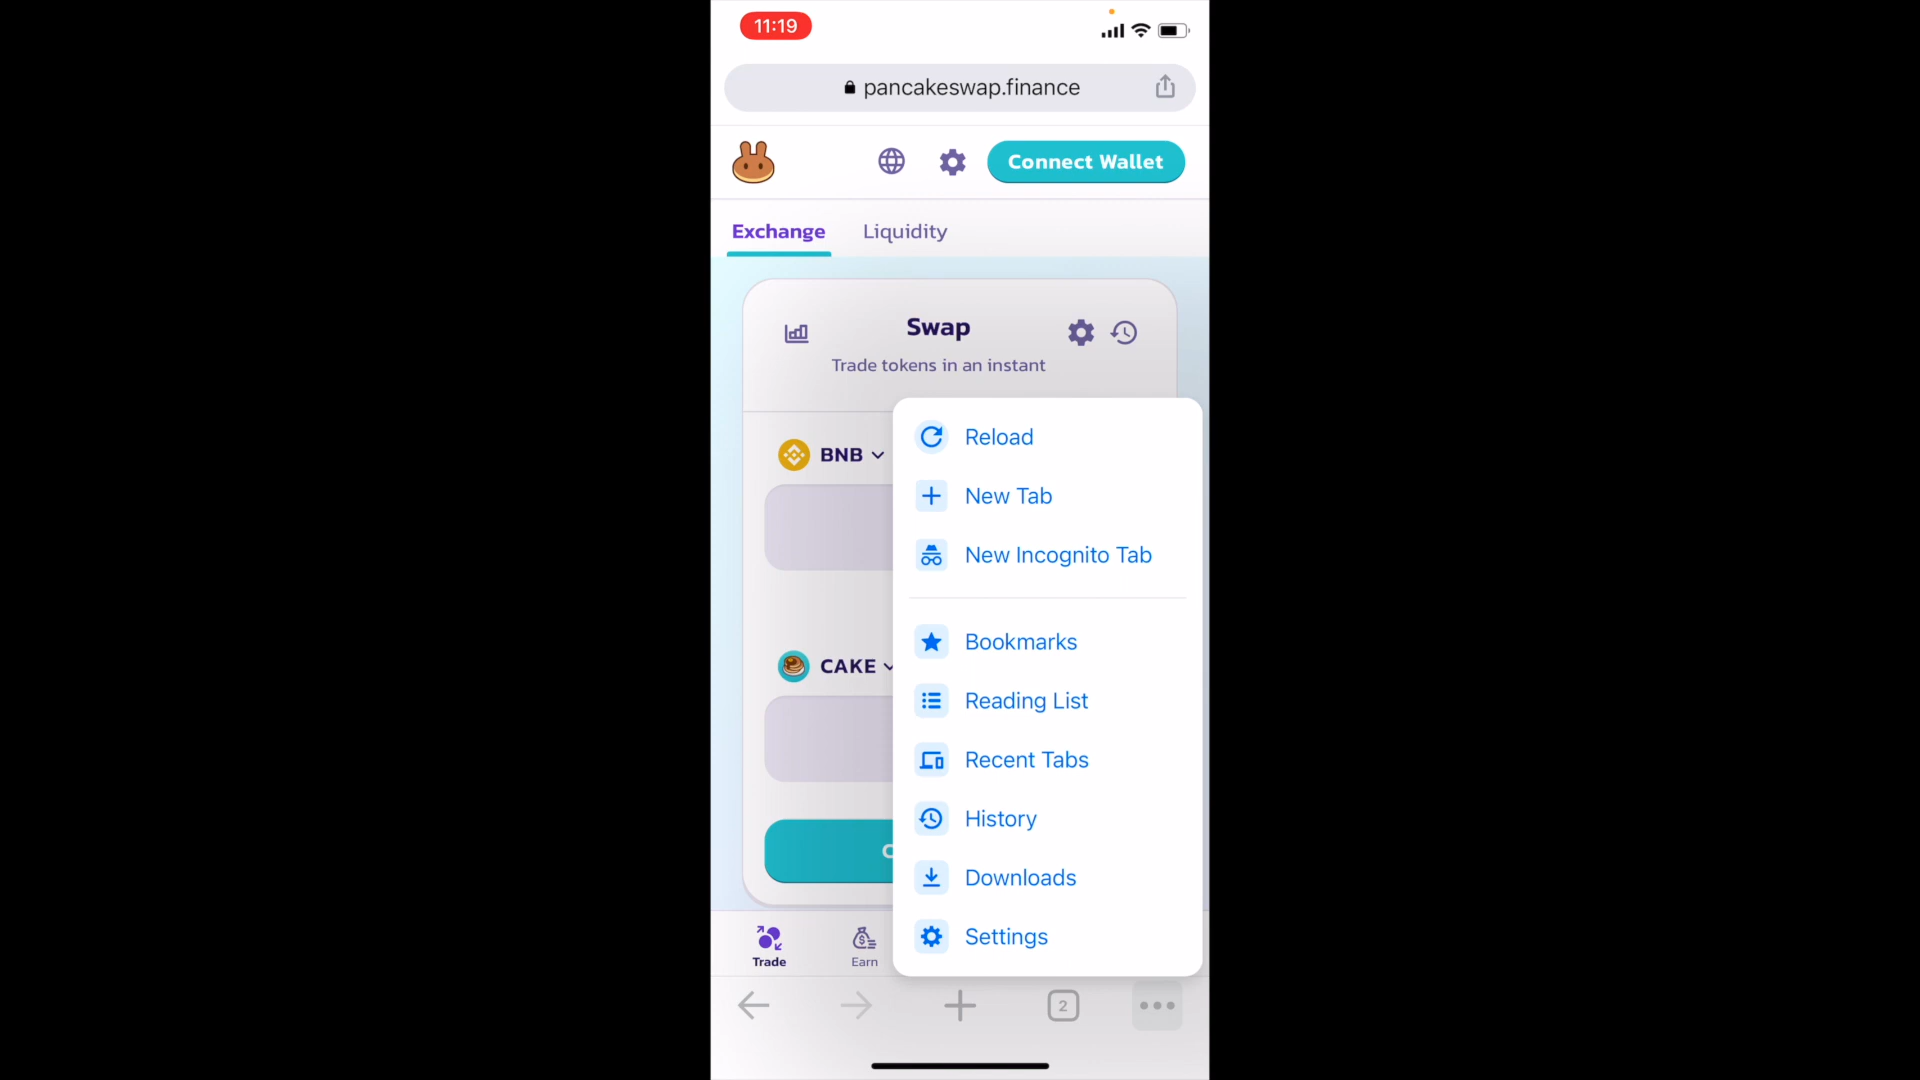 11:19
pancakeswap.finance
Connect Wallet
Exchange Liquidity
Swap
Trade tokens in an instant
Reload
BNB
New Tab
New Incognito Tab
Bookmarks
CAKE
Reading List
Recent Tabs
History
Downloads
Settings
Trade Earn
2